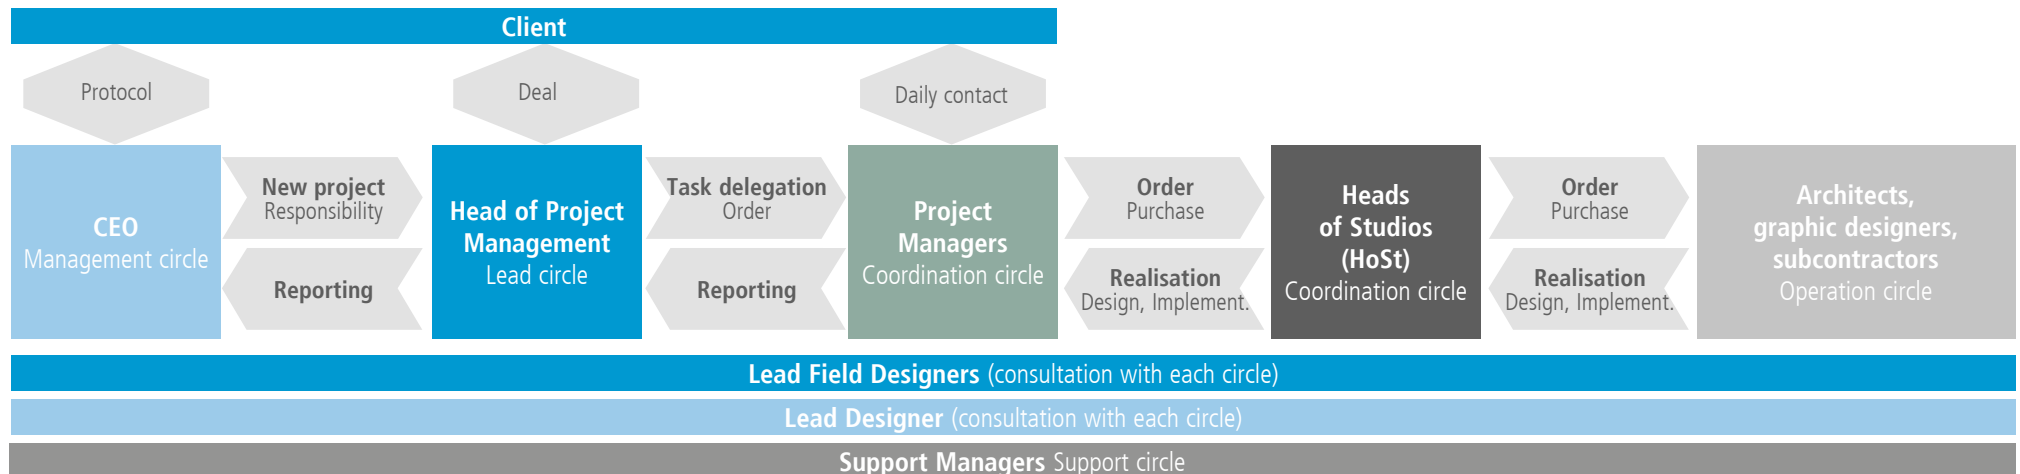 Client
Protocol
Deal
Daily contact
CEO
Management circle
New project
Responsibility
Reporting
Head of Project
Management
Lead circle
Task delegation
Order
Reporting
Project
Managers
Coordination circle
Order
Purchase
Realisation
Design, Implement.
Heads
of Studios
(HoSt)
Coordination circle
Order
Purchase
Realisation
Design, Implement.
Architects,
graphic designers,
subcontractors
Operation circle
Lead Field Designers (consultation with each circle)
Lead Designer (consultation with each circle)
Support Managers Support circle